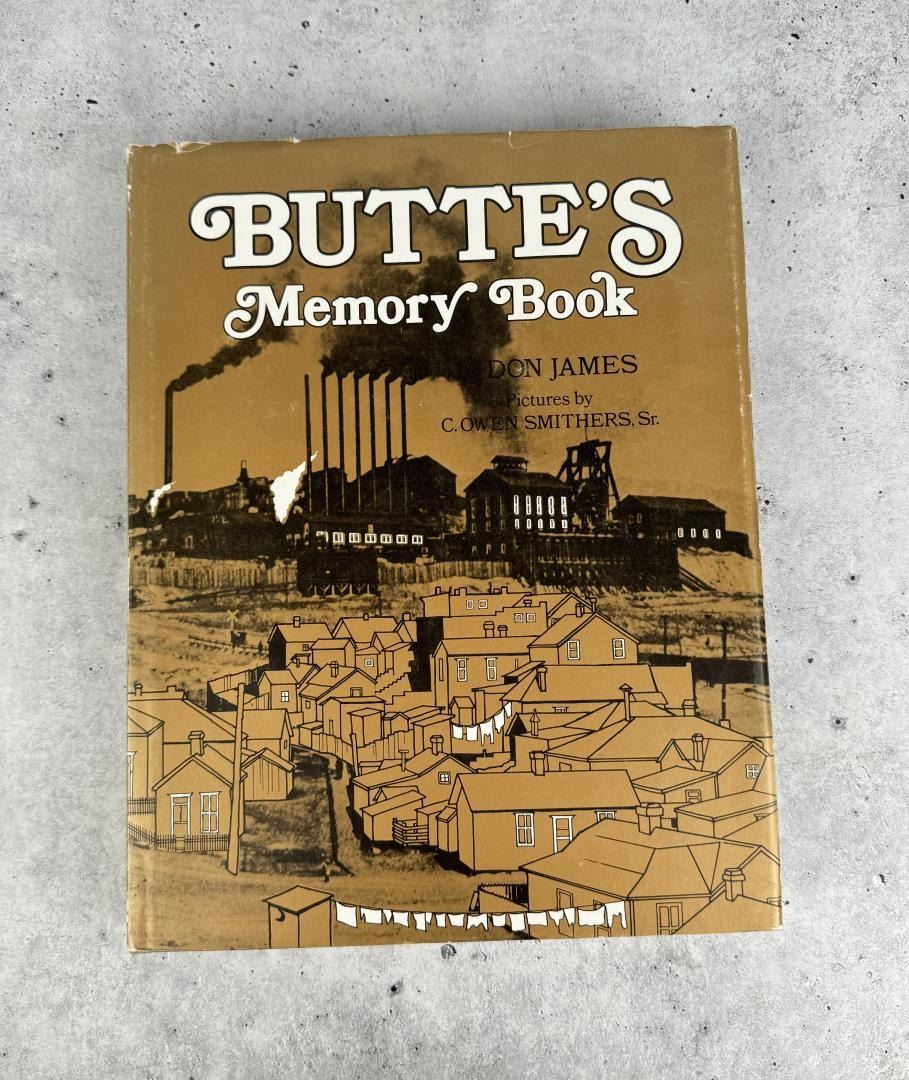 BUTTE'S
Memory Book
DON JAMES
Pictures by
C. OWEN SMITHERS, Sr.